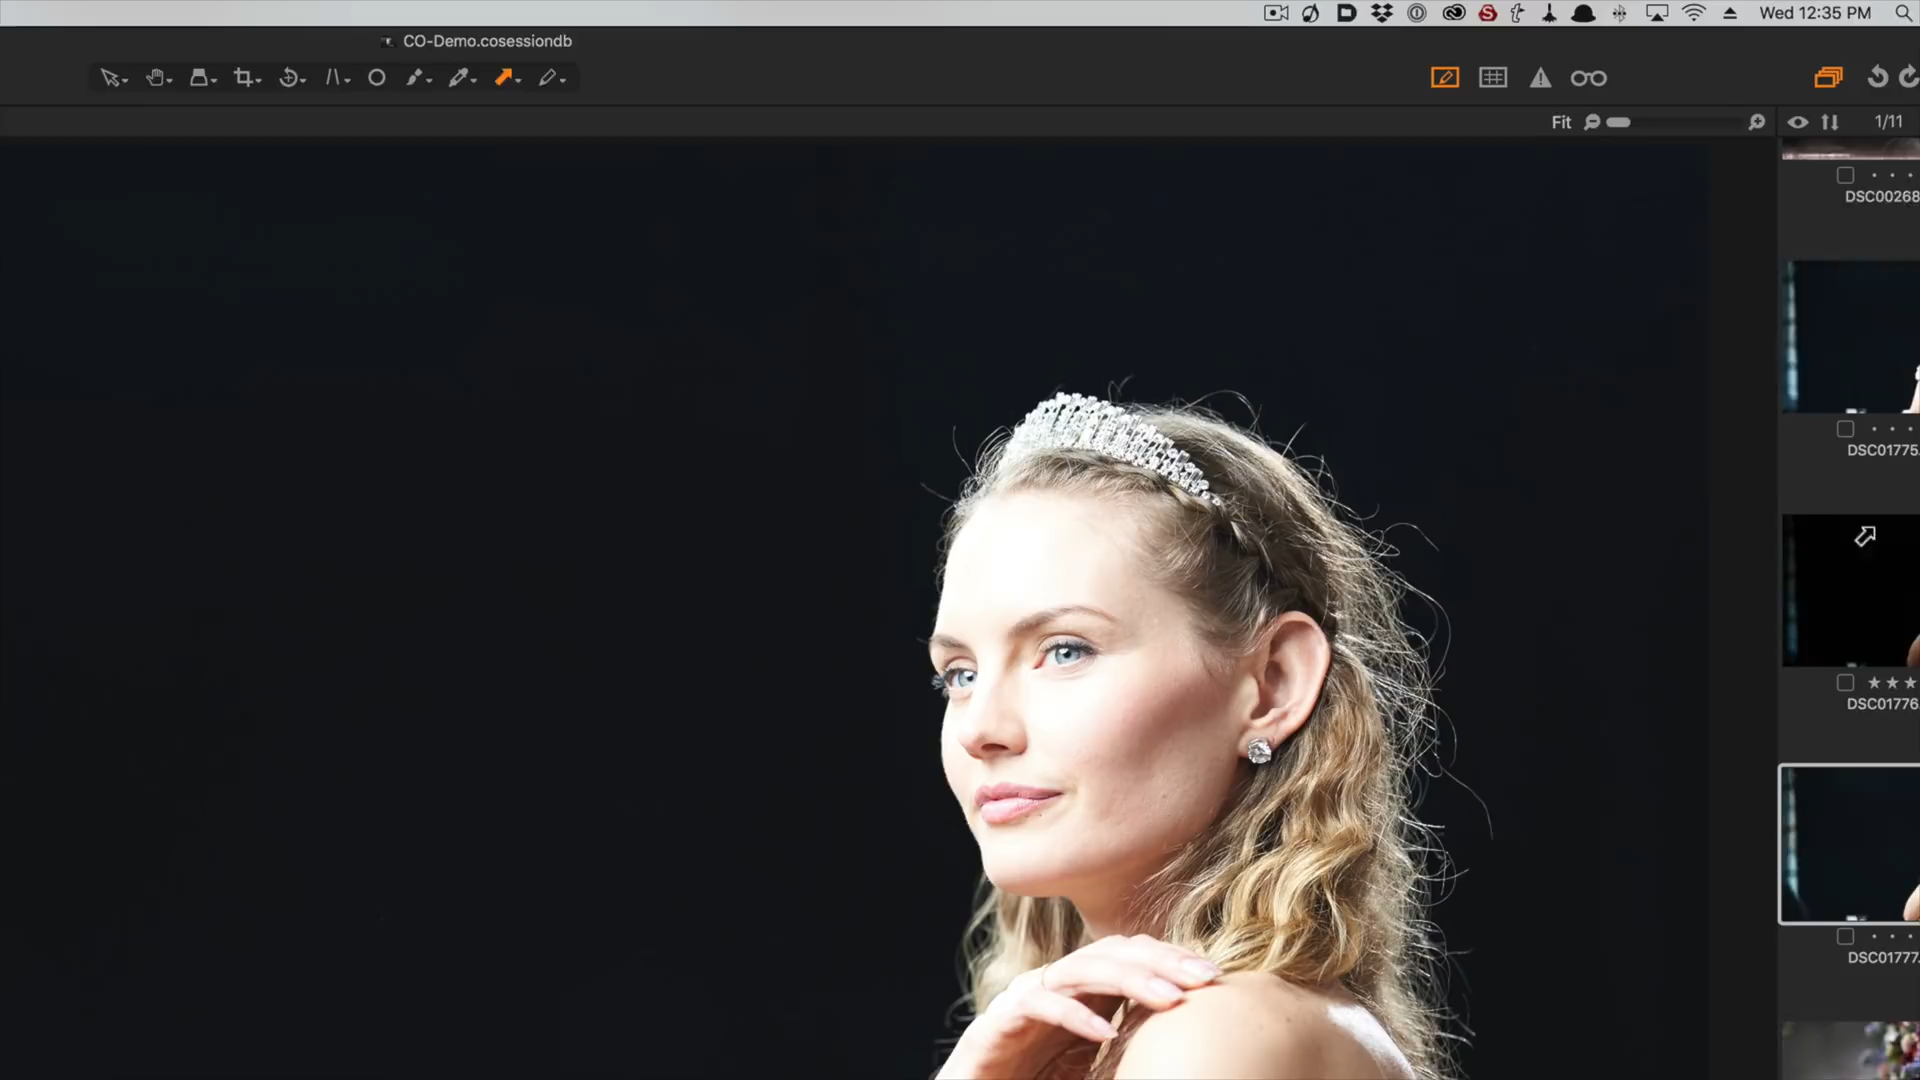 Wed 12:35 PM
CO-Demo.cosessiondb
Fit
1/11
DSC00268
DSC01775.
DSC01776.
DSC01777.